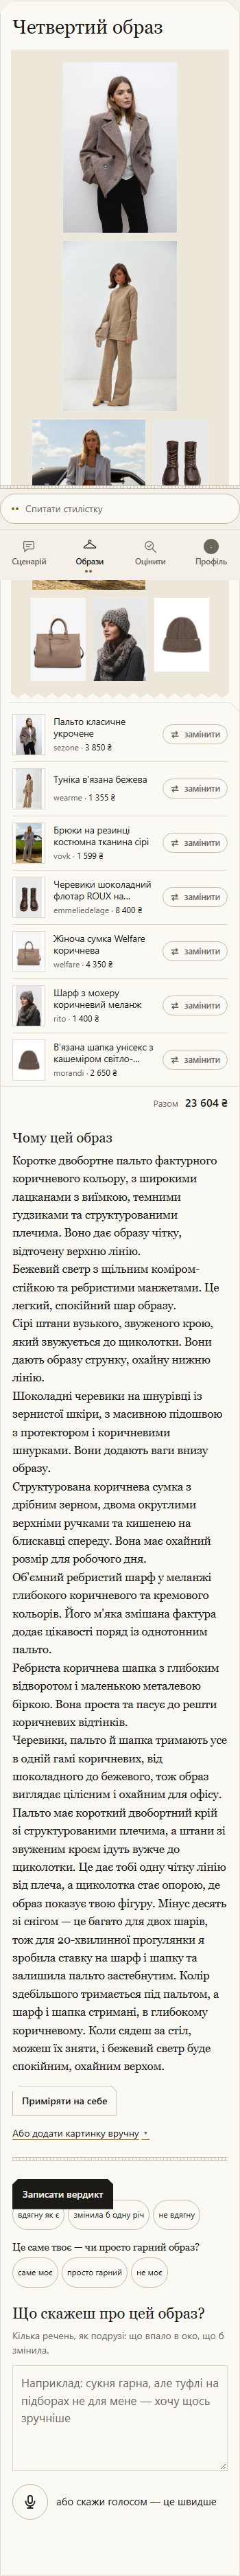 Четвертий образ
Спитати стилістку
Сценарій
Образи
Оцінити
Профіль
Пальто класичне
укрочене
sezone · 3 850 ₴
замінити
Туніка в'язана бежева
wearme · 1 355 ₴
замінити
Брюки на резинці
костюмна тканина сірі
vovk · 1 599 ₴
замінити
Черевики шоколадний
флотар ROUX на...
emmeliedelage · 8 400 ₴
замінити
Жіноча сумка Welfare
коричнева
welfare · 4 350 ₴
замінити
Шарф з мохеру
коричневий меланж
rito · 1 400 ₴
замінити
В'язана шапка унісекс з
кашеміром світло-...
morandi · 2 650 ₴
замінити
Разом 23 604 ₴
Чому цей образ
Коротке двобортне пальто фактурного
коричневого кольору, з широкими
лацканами з виїмкою, темними
ґудзиками та структурованими
плечима. Воно дає образу чітку,
відточену верхню лінію.
Бежевий светр з щільним коміром-
стійкою та ребристими манжетами. Це
легкий, спокійний шар образу.
Сірі штани вузького, звуженого крою,
який звужується до щиколотки. Вони
дають образу струнку, охайну нижню
лінію.
Шоколадні черевики на шнурівці із
зернистої шкіри, з масивною підошвою
з протектором і коричневими
шнурками. Вони додають ваги внизу
образу.
Структурована коричнева сумка з
дрібним зерном, двома округлими
верхніми ручками та кишенею на
блискавці спереду. Вона має охайний
розмір для робочого дня.
Об'ємний ребристий шарф у меланжі
глибокого коричневого та кремового
кольорів. Його м'яка змішана фактура
додає цікавості поряд із однотонним
пальто.
Ребриста коричнева шапка з глибоким
відворотом і маленькою металевою
біркою. Вона проста та пасує до решти
коричневих відтінків.
Черевики, пальто й шапка тримають усе
в одній гамі коричневих, від
шоколадного до бежевого, тож образ
виглядає цілісним і охайним для офісу.
Пальто має короткий двобортний крій
зі структурованими плечима, а штани зі
звуженим кроєм ідуть вужче до
щиколотки. Це дає тобі одну чітку лінію
від плеча, а щиколотка стає опорою, де
образ показує твою фігуру. Мінус десять
зі снігом — це багато для двох шарів,
тож для 20-хвилинної прогулянки я
зробила ставку на шарф і шапку та
залишила пальто застебнутим. Колір
здебільшого тримається під пальтом, а
шарф і шапка стримані, в глибокому
коричневому. Коли сядеш за стіл,
можеш їх зняти, і бежевий светр буде
спокійним, охайним верхом.
Приміряти на себе
Або додати картинку вручну
Записати вердикт
вдягну як є
змінила б одну річ
не вдягну
Це саме твоє — чи просто гарний образ?
саме моє
просто гарний
не моє
Що скажеш про цей образ?
Кілька речень, як подрузі: що впало в око, що б
змінила.
Наприклад: сукня гарна, але туфлі на
підборах не для мене — хочу щось
зручніше
або скажи голосом — це швидше